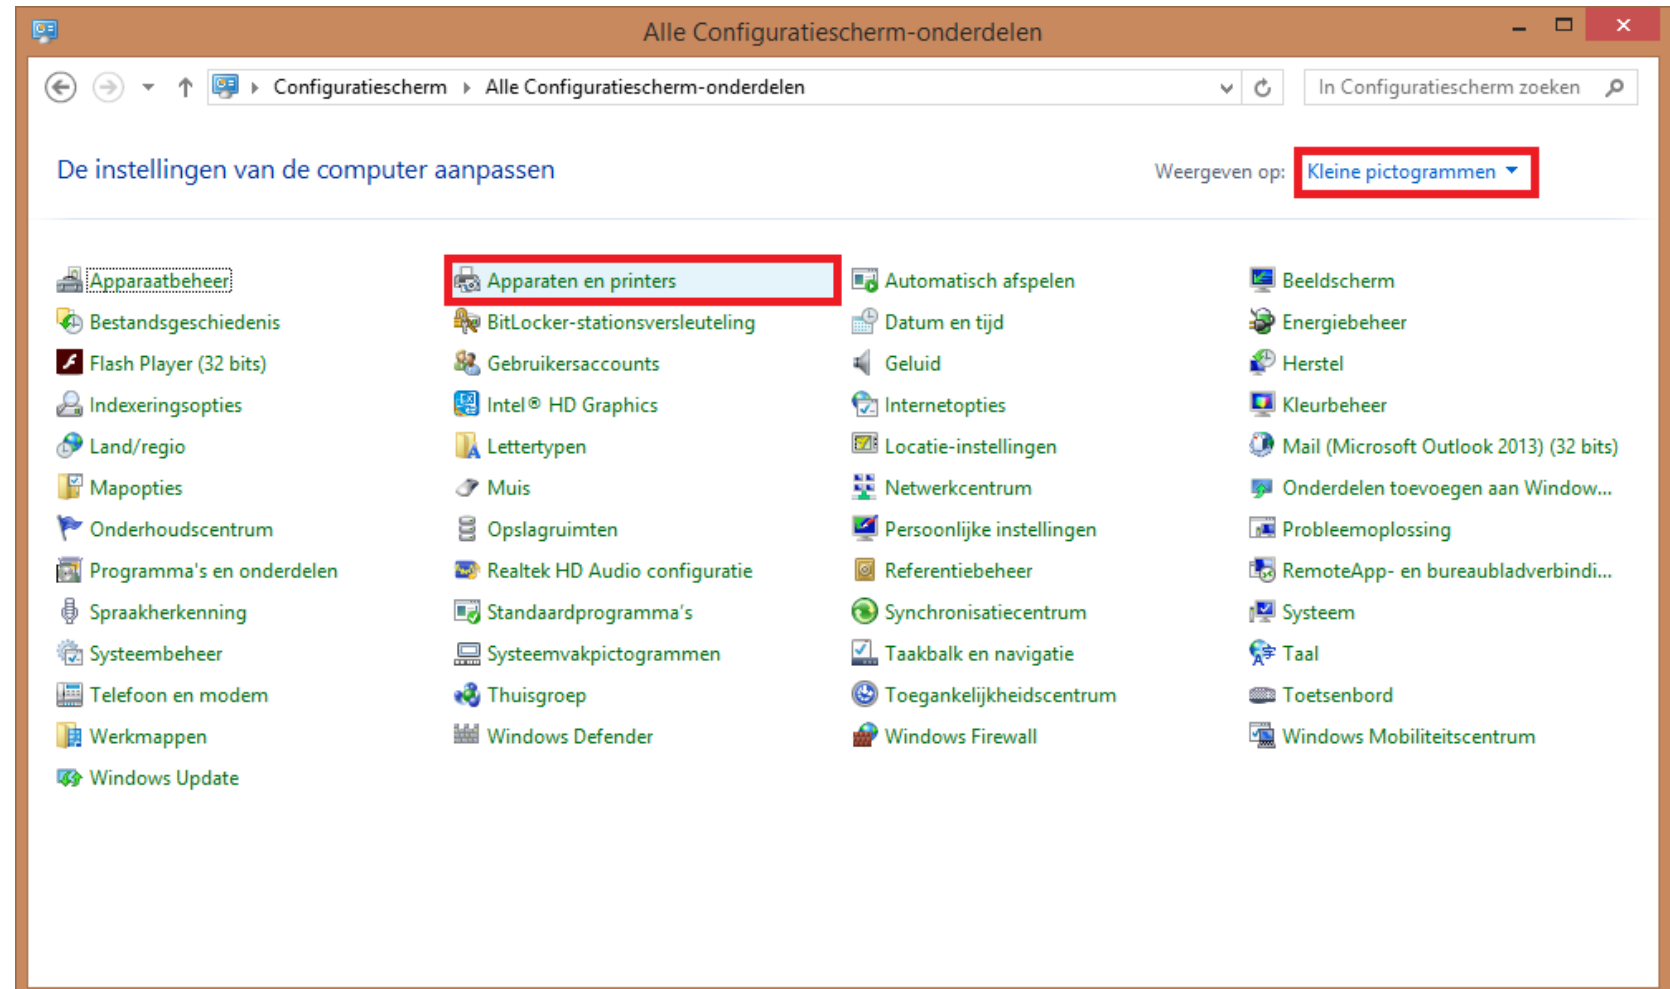 Alle Configuratiescherm-onderdelen
Configuratiescherm Alle Configuratiescherm-onderdelen In Configuratiescherm zoeken
De instellingen van de computer aanpassen Weergeven op: Kleine pictogrammen
Apparaatbeheer Apparaten en printers Automatisch afspelen Beeldscherm
Bestandsgeschiedenis BitLocker-stationsversleuteling Datum en tijd Energiebeheer
Flash Player (32 bits) Gebruikersaccounts Geluid Herstel
Indexeringsopties Intel® HD Graphics Internetopties Kleurbeheer
Land/regio Lettertypen Locatie-instellingen Mail (Microsoft Outlook 2013) (32 bits)
Mapopties Muis Netwerkcentrum Onderdelen toevoegen aan Window...
Onderhoudscentrum Opslagruimten Persoonlijke instellingen Probleemoplossing
Programma's en onderdelen Realtek HD Audio configuratie Referentiebeheer RemoteApp- en bureaubladverbindi...
Spraakherkenning Standaardprogramma's Synchronisatiecentrum Systeem
Systeembeheer Systeemvakpictogrammen Taakbalk en navigatie Taal
Telefoon en modem Thuisgroep Toegankelijkheidscentrum Toetsenbord
Werkmappen Windows Defender Windows Firewall Windows Mobiliteitscentrum
Windows Update